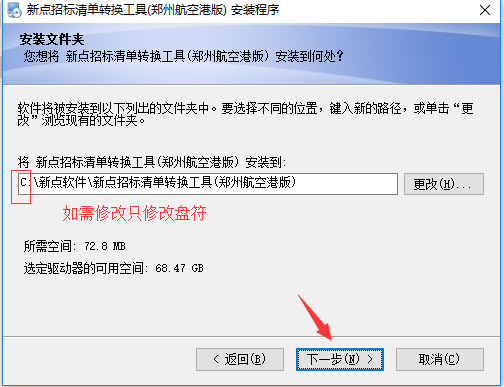 新点招标清单转换工具(郑州航空港版) 安装程序
安装文件夹
您想将 新点招标清单转换工具(郑州航空港版) 安装到何处?
软件将被安装到以下列出的文件夹中。要选择不同的位置，键入新的路径，或单击“更
改”浏览现有的文件夹。
将 新点招标清单转换工具(郑州航空港版) 安装到:
C:\新点软件\新点招标清单转换工具(郑州航空港版)
更改(H)...
如需修改只修改盘符
所需空间: 72.8 MB
选定驱动器的可用空间: 68.47 GB
< 返回(B)
下一步(N) >
取消(C)